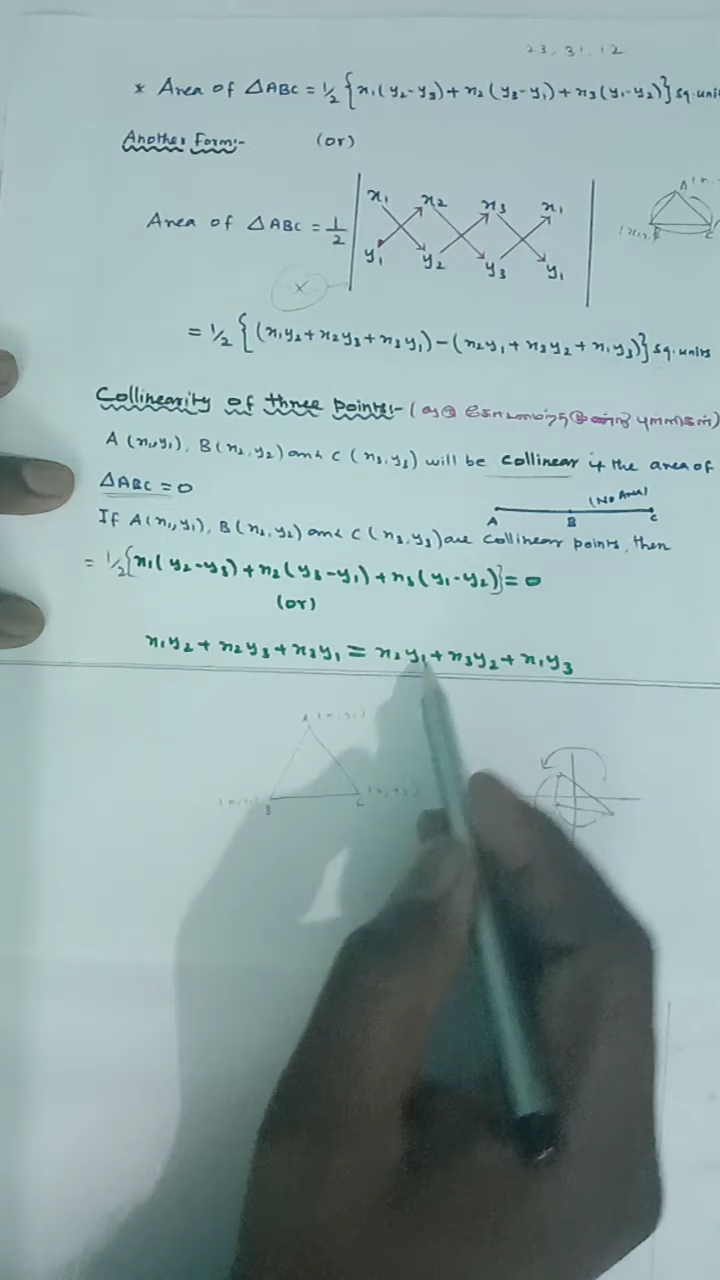 23, 31, 12
* Area of ΔABC = 1/2 {x₁(y₂-y₃)+x₂(y₃-y₁)+x₃(y₁-y₂)} sq.uni
Another Form:- (or)
x₁ x₂ x₃ x₁
Area of ΔABC = 1/2
y₁ y₂ y₃ y₁
A
C
X
= 1/2 {(x₁y₂+x₂y₃+x₃y₁)-(x₂y₁+x₃y₂+x₁y₃)} sq.units
Collinearity of three points:- (
A(x₁,y₁), B(x₂,y₂) and C(x₃,y₃) will be collinear if the area of
ΔABC = 0
(No Area)
A B C
If A(x₁,y₁), B(x₂,y₂) and C(x₃,y₃) are collinear points, then
= 1/2{x₁(y₂-y₃)+x₂(y₃-y₁)+x₃(y₁-y₂)}=0
(or)
x₁y₂+x₂y₃+x₃y₁ = x₂y₁+x₃y₂+x₁y₃
A
B C